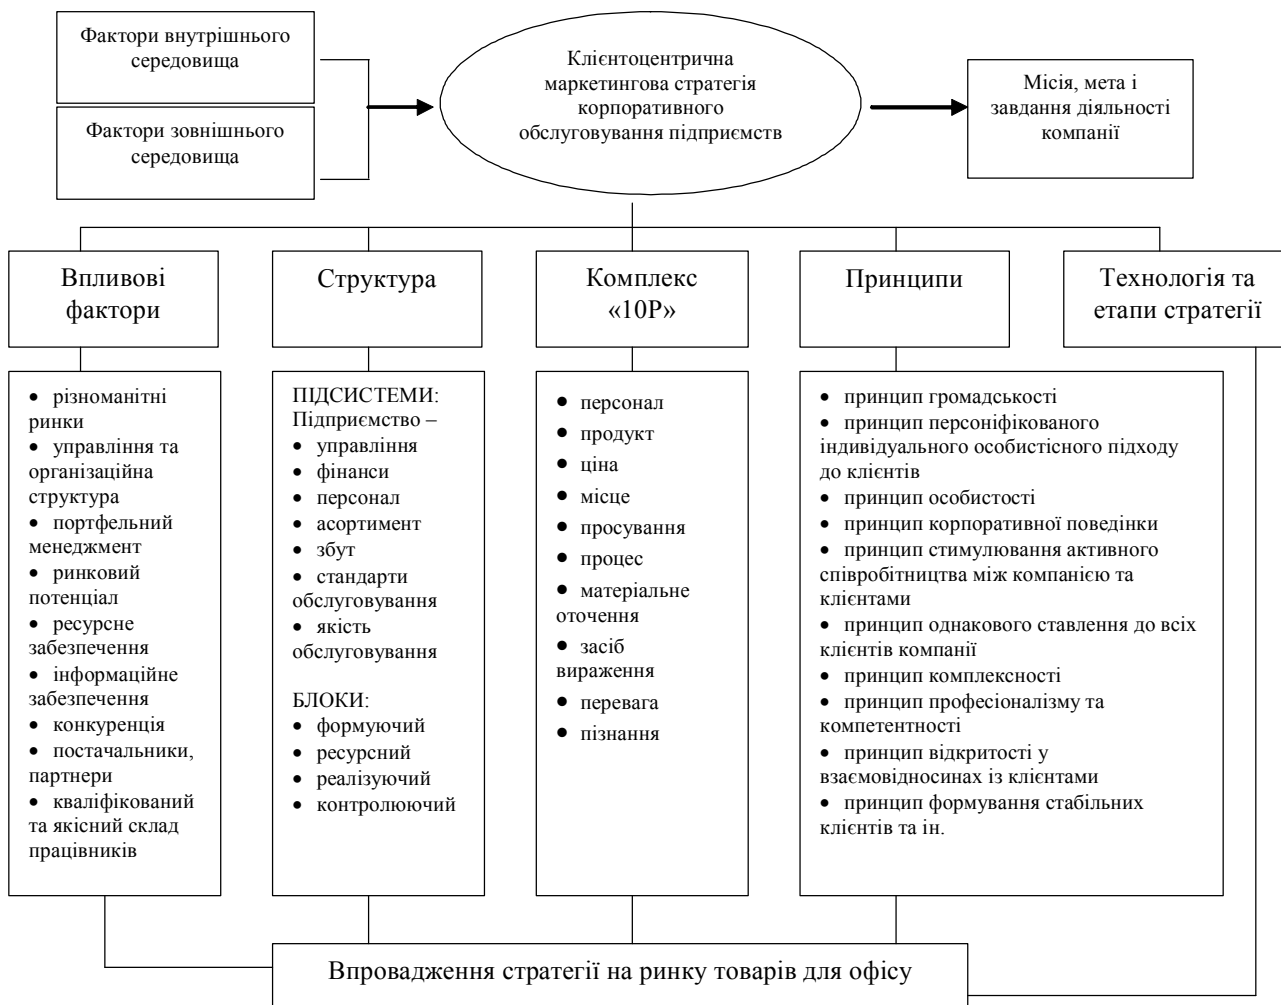 Фактори внутрішнього
середовища
Фактори зовнішнього
середовища
Клієнтоцентрична
маркетингова стратегія
корпоративного
обслуговування підприємств
Місія, мета і
завдання діяльності
компанії
Впливові
фактори
Структура
Комплекс
«10Р»
Принципи
Технологія та
етапи стратегії
• різноманітні
ринки
• управління та
організаційна
структура
• портфельний
менеджмент
• ринковий
потенціал
• ресурсне
забезпечення
• інформаційне
забезпечення
• конкуренція
• постачальники,
партнери
• кваліфікований
та якісний склад
працівників
ПІДСИСТЕМИ:
Підприємство –
• управління
• фінанси
• персонал
• асортимент
• збут
• стандарти
обслуговування
• якість
обслуговування
БЛОКИ:
• формуючий
• ресурсний
• реалізуючий
• контролюючий
• персонал
• продукт
• ціна
• місце
• просування
• процес
• матеріальне
оточення
• засіб
вираження
• перевага
• пізнання
• принцип громадськості
• принцип персоніфікованого
індивідуального особистісного підходу
до клієнтів
• принцип особистості
• принцип корпоративної поведінки
• принцип стимулювання активного
співробітництва між компанією та
клієнтами
• принцип однакового ставлення до всіх
клієнтів компанії
• принцип комплексності
• принцип професіоналізму та
компетентності
• принцип відкритості у
взаємовідносинах із клієнтами
• принцип формування стабільних
клієнтів та ін.
Впровадження стратегії на ринку товарів для офісу